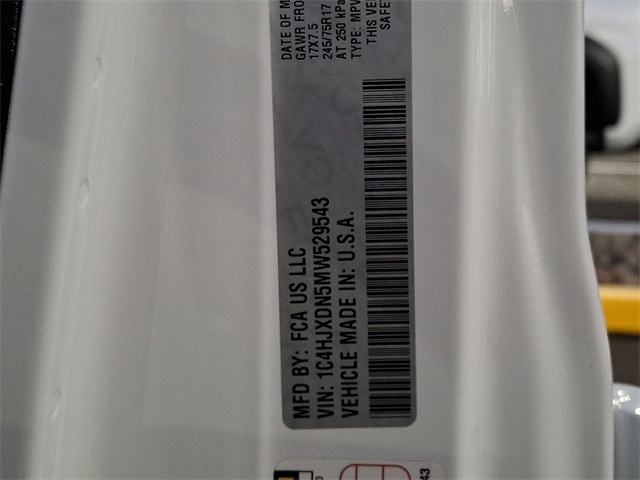 DATE OF M
GAWR FRO
17X7.5
245/75R17
AT 250 kPa
TYPE: MPV
THIS VE
SAFE
MFD BY: FCA US LLC
VIN: 1C4HJXDN5MW529543
VEHICLE MADE IN: U.S.A.
43